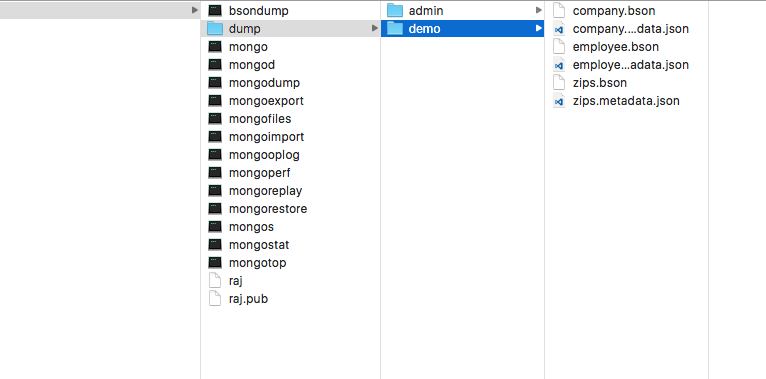 bsondump
dump
mongo
mongod
mongodump
mongoexport
mongofiles
mongoimport
mongooplog
mongoperf
mongoreplay
mongorestore
mongos
mongostat
mongotop
raj
raj.pub
admin
demo
company.bson
company....data.json
employee.bson
employe...adata.json
zips.bson
zips.metadata.json